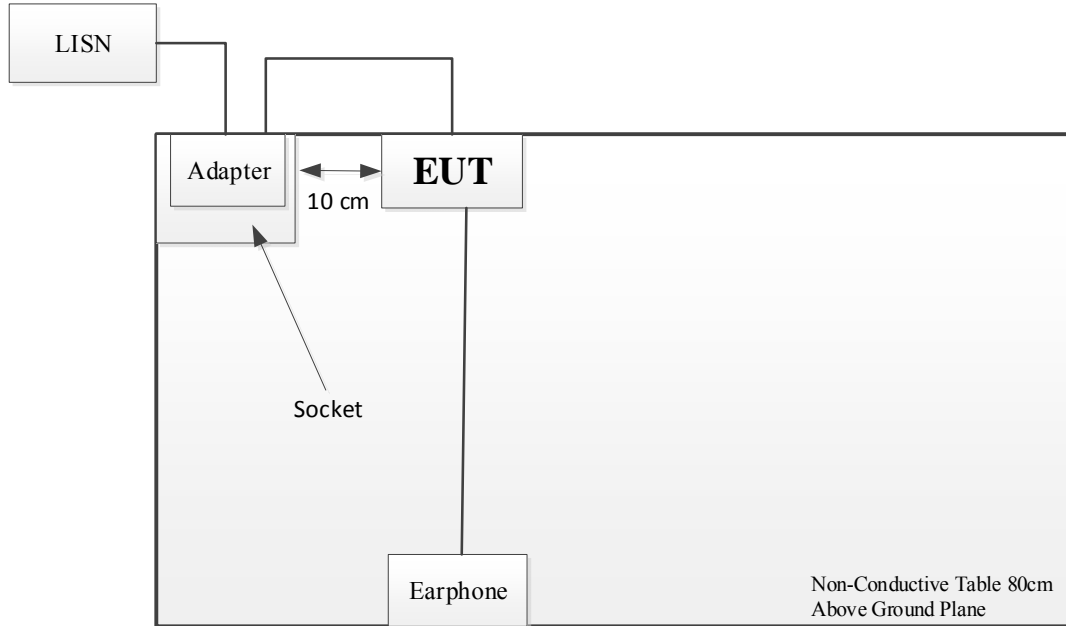 LISN
Adapter
EUT
10 cm
Socket
Earphone
Non-Conductive Table 80cm
Above Ground Plane